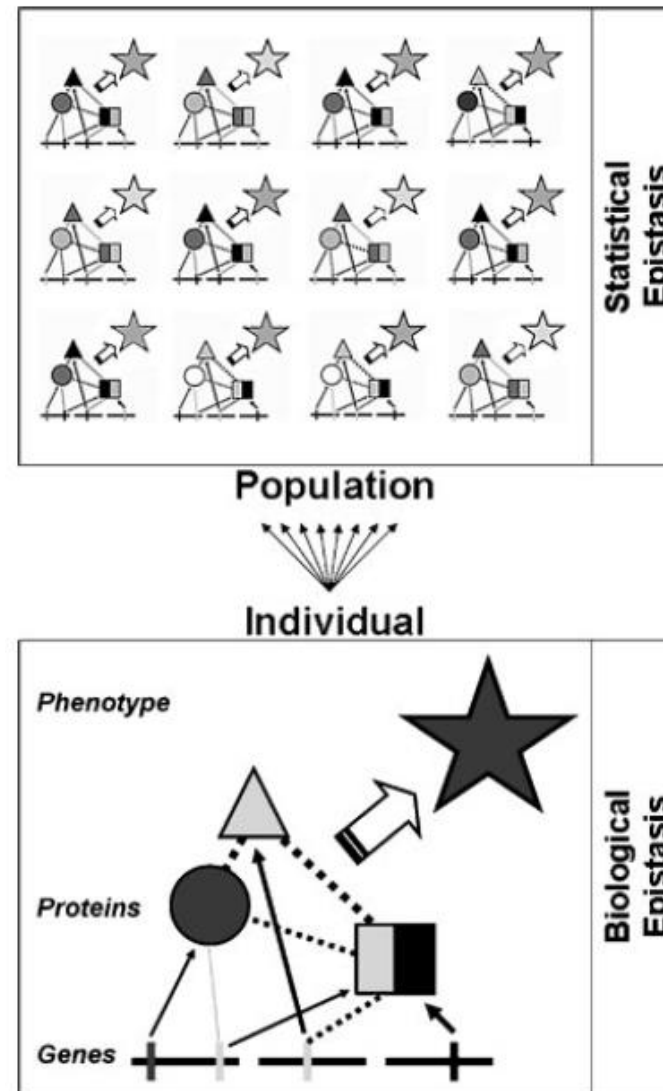 Statistical
Epistasis
Population
Individual
Phenotype
Proteins
Genes
Biological
Epistasis